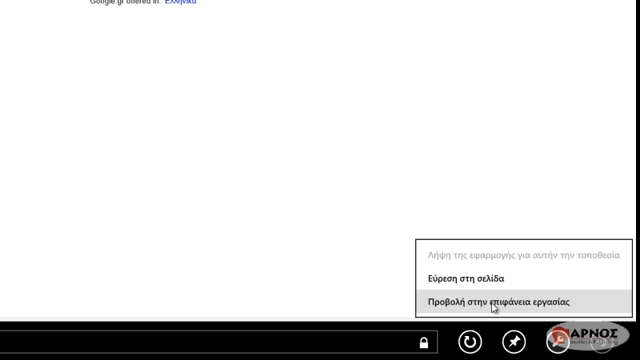 Google.gr offered in: Ελληνικά
Λήψη της εφαρμογής για αυτήν την τοποθεσία
Εύρεση στη σελίδα
Προβολή στην επιφάνεια εργασίας
ΑΡΝΟΣ